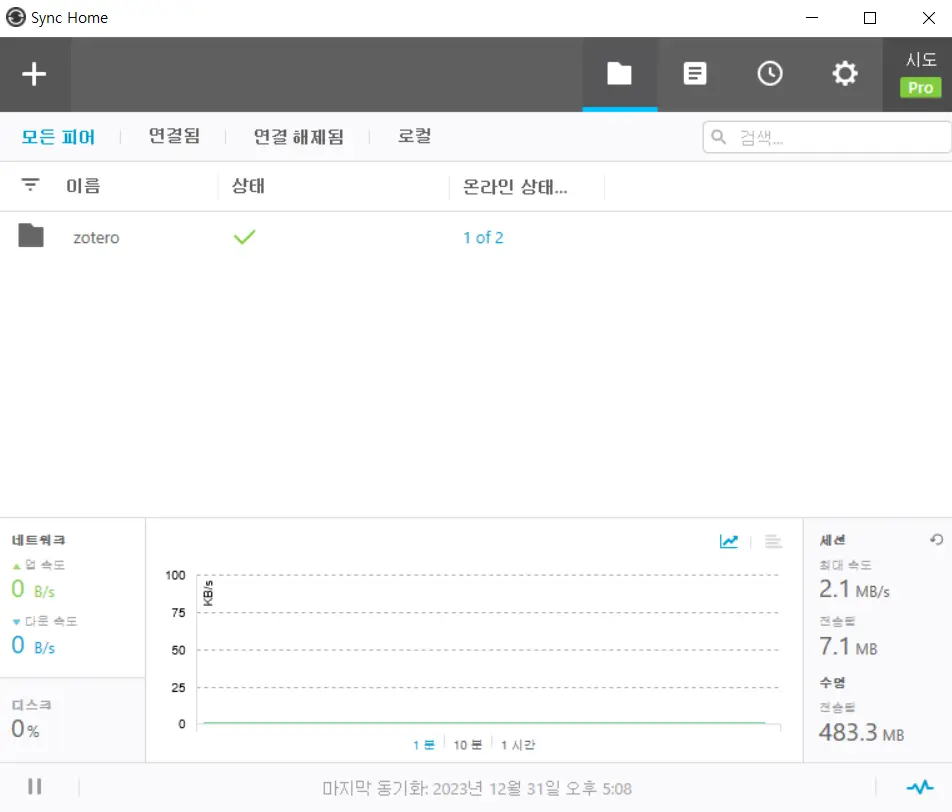 Sync Home
시도
Pro
모든 피어
연결됨
연결 해제됨
로컬
검색...
이름
상태
온라인 상태...
zotero
1 of 2
네트워크
업 속도
0 B/s
다운 속도
0 B/s
디스크
0%
100
75
50
25
0
KB/s
1 분
10 분
1 시간
세션
최대 속도
2.1 MB/s
전송됨
7.1 MB
수명
전송됨
483.3 MB
마지막 동기화: 2023년 12월 31일 오후 5:08